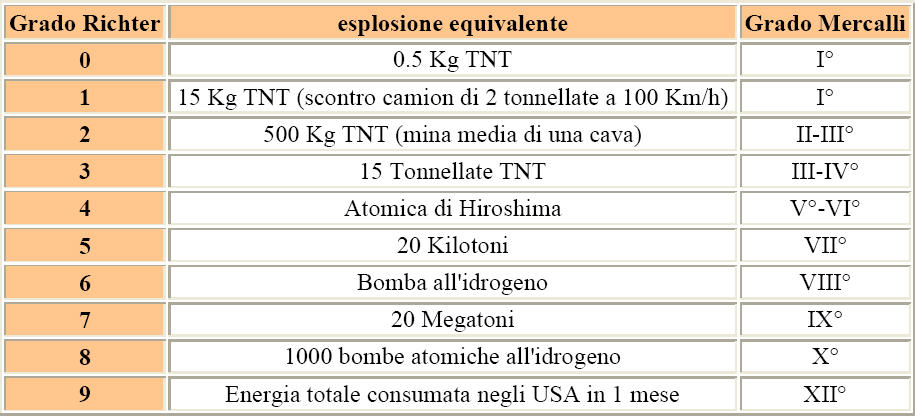 Grado Richter esplosione equivalente Grado Mercalli
0 0.5 Kg TNT I°
1 15 Kg TNT (scontro camion di 2 tonnellate a 100 Km/h) I°
2 500 Kg TNT (mina media di una cava) II-III°
3 15 Tonnellate TNT III-IV°
4 Atomica di Hiroshima V°-VI°
5 20 Kilotoni VII°
6 Bomba all'idrogeno VIII°
7 20 Megatoni IX°
8 1000 bombe atomiche all'idrogeno X°
9 Energia totale consumata negli USA in 1 mese XII°